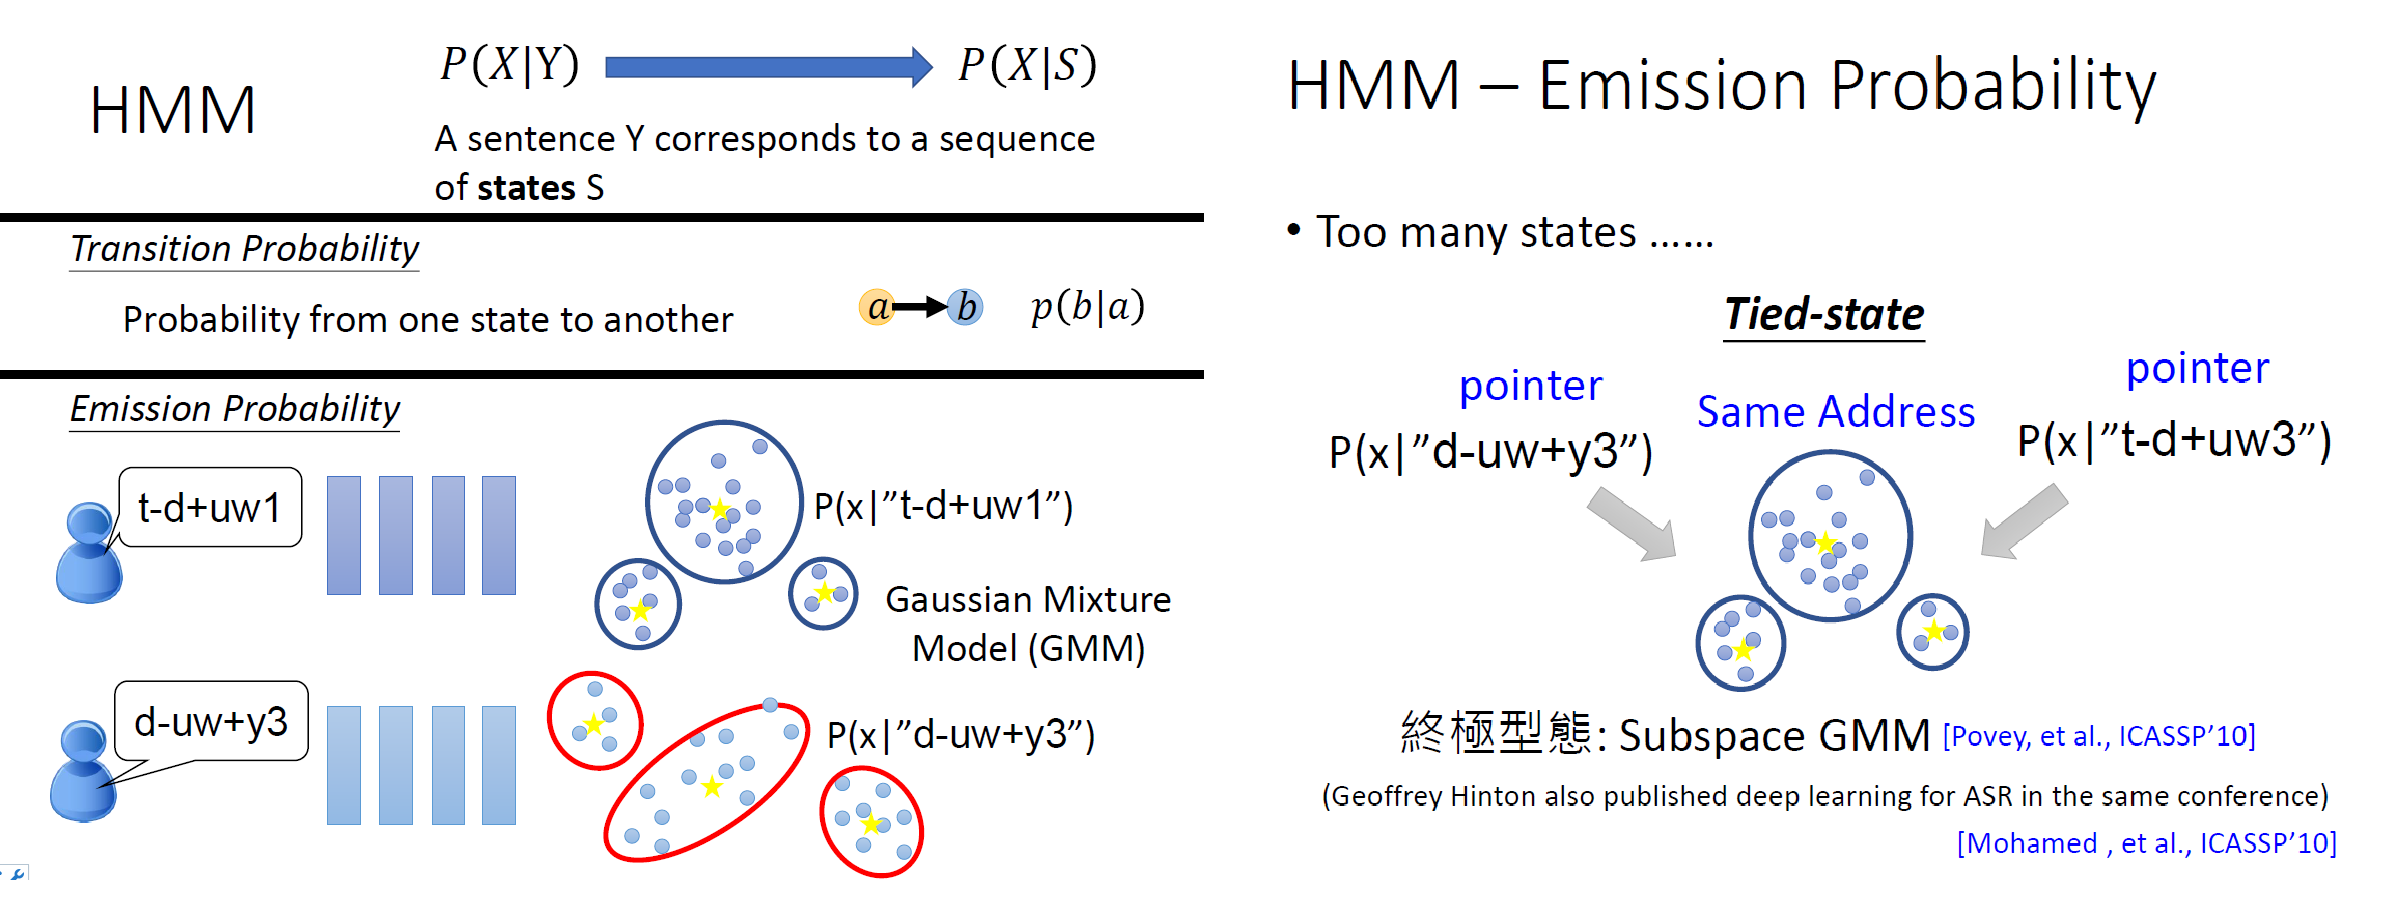 HMM
P(X|Y)
P(X|S)
A sentence Y corresponds to a sequence
of states S
Transition Probability
Probability from one state to another
a
b
p(b|a)
Emission Probability
t-d+uw1
P(x|”t-d+uw1”)
Gaussian Mixture
Model (GMM)
d-uw+y3
P(x|”d-uw+y3”)
HMM – Emission Probability
• Too many states ……
Tied-state
pointer
pointer
Same Address
P(x|”d-uw+y3”)
P(x|”t-d+uw3”)
終極型態: Subspace GMM [Povey, et al., ICASSP’10]
(Geoffrey Hinton also published deep learning for ASR in the same conference)
[Mohamed , et al., ICASSP’10]